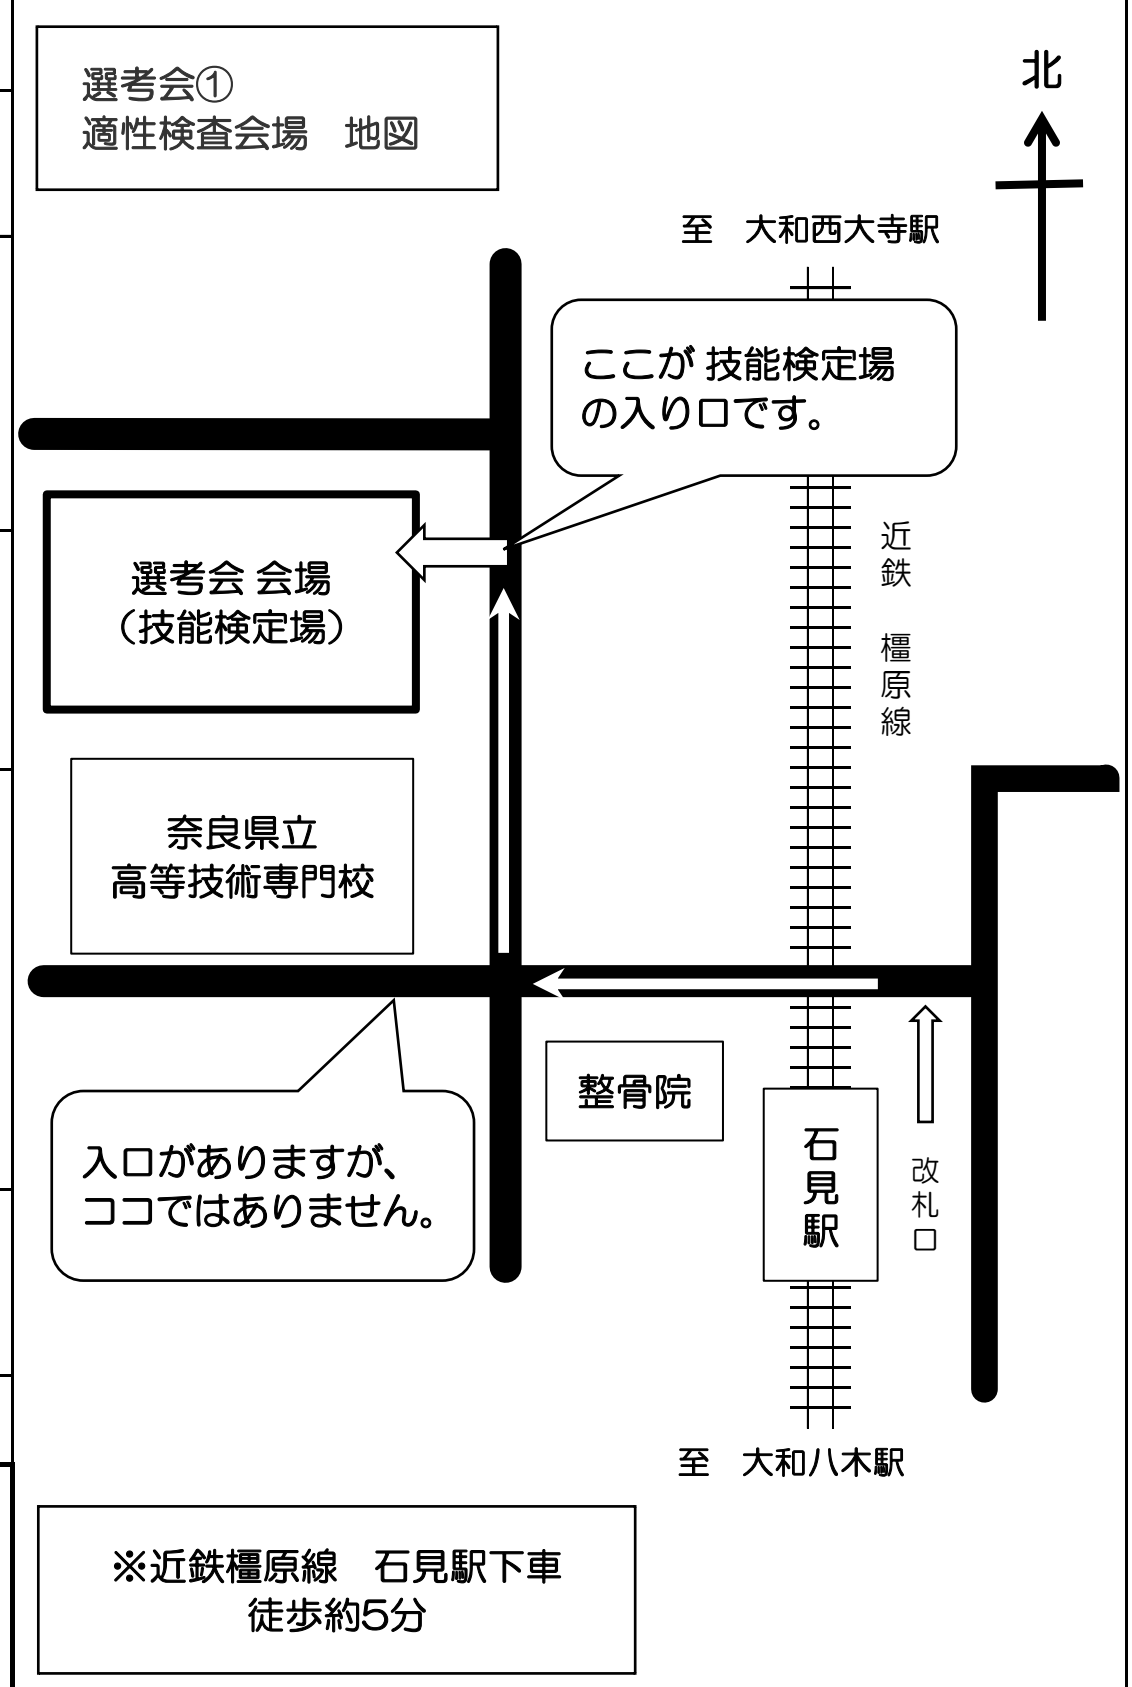 選考会①
適性検査会場　地図
北
至　大和西大寺駅
ここが 技能検定場
の入り口です。
近鉄　橿原線
選考会 会場
（技能検定場）
奈良県立
高等技術専門校
整骨院
入口がありますが、
ココではありません。
石見駅
改札口
至　大和八木駅
※近鉄橿原線　石見駅下車
徒歩約5分